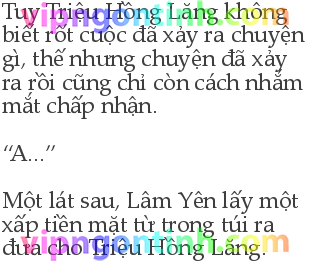 Tuy Triệu Hồng Lăng không
biết rốt cuộc đã xảy ra chuyện
gì, thế nhưng chuyện đã xảy
ra rồi cũng chỉ còn cách nhắm
mắt chấp nhận.
“A...”
Một lát sau, Lâm Yên lấy một
xấp tiền mặt từ trong túi ra
đưa cho Triệu Hồng Lăng.
vipngontinh.com
vipngontinh.com
vipngontinh.com